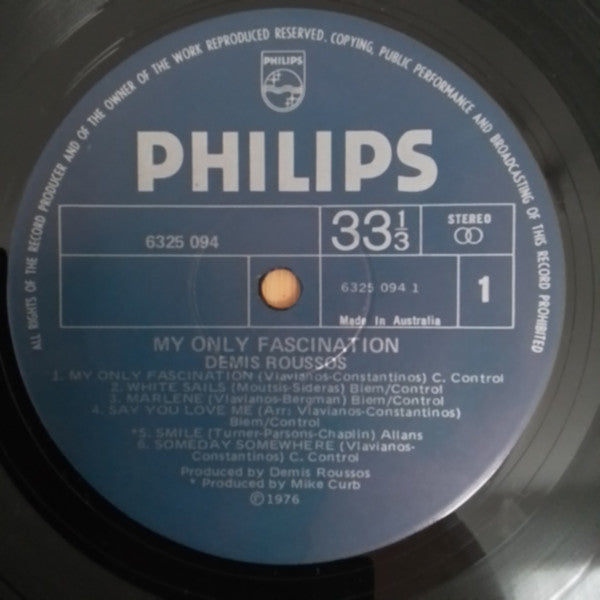 ALL RIGHTS OF THE RECORD PRODUCER AND OF THE OWNER OF THE WORK REPRODUCED RESERVED. COPYING, PUBLIC PERFORMANCE AND BROADCASTING OF THIS RECORD PROHIBITED
PHILIPS
PHILIPS
6325 094
33 1/3
STEREO
6325 094 1
1
Made In Australia
MY ONLY FASCINATION
DEMIS ROUSSOS
1. MY ONLY FASCINATION (Vlavianos-Constantinos) C. Control
2. WHITE SAILS (Moutsis-Sideras) Biem/Control
3. MARLENE (Vlavianos-Bergman) Biem/Control
4. SAY YOU LOVE ME (Arr: Vlavianos-Constantinos)
Biem/Control
*5. SMILE (Turner-Parsons-Chaplin) Allans
6. SOMEDAY SOMEWHERE (Vlavianos-
Constantinos) C. Control
Produced by Demis Roussos
* Produced by Mike Curb
Ⓟ1976